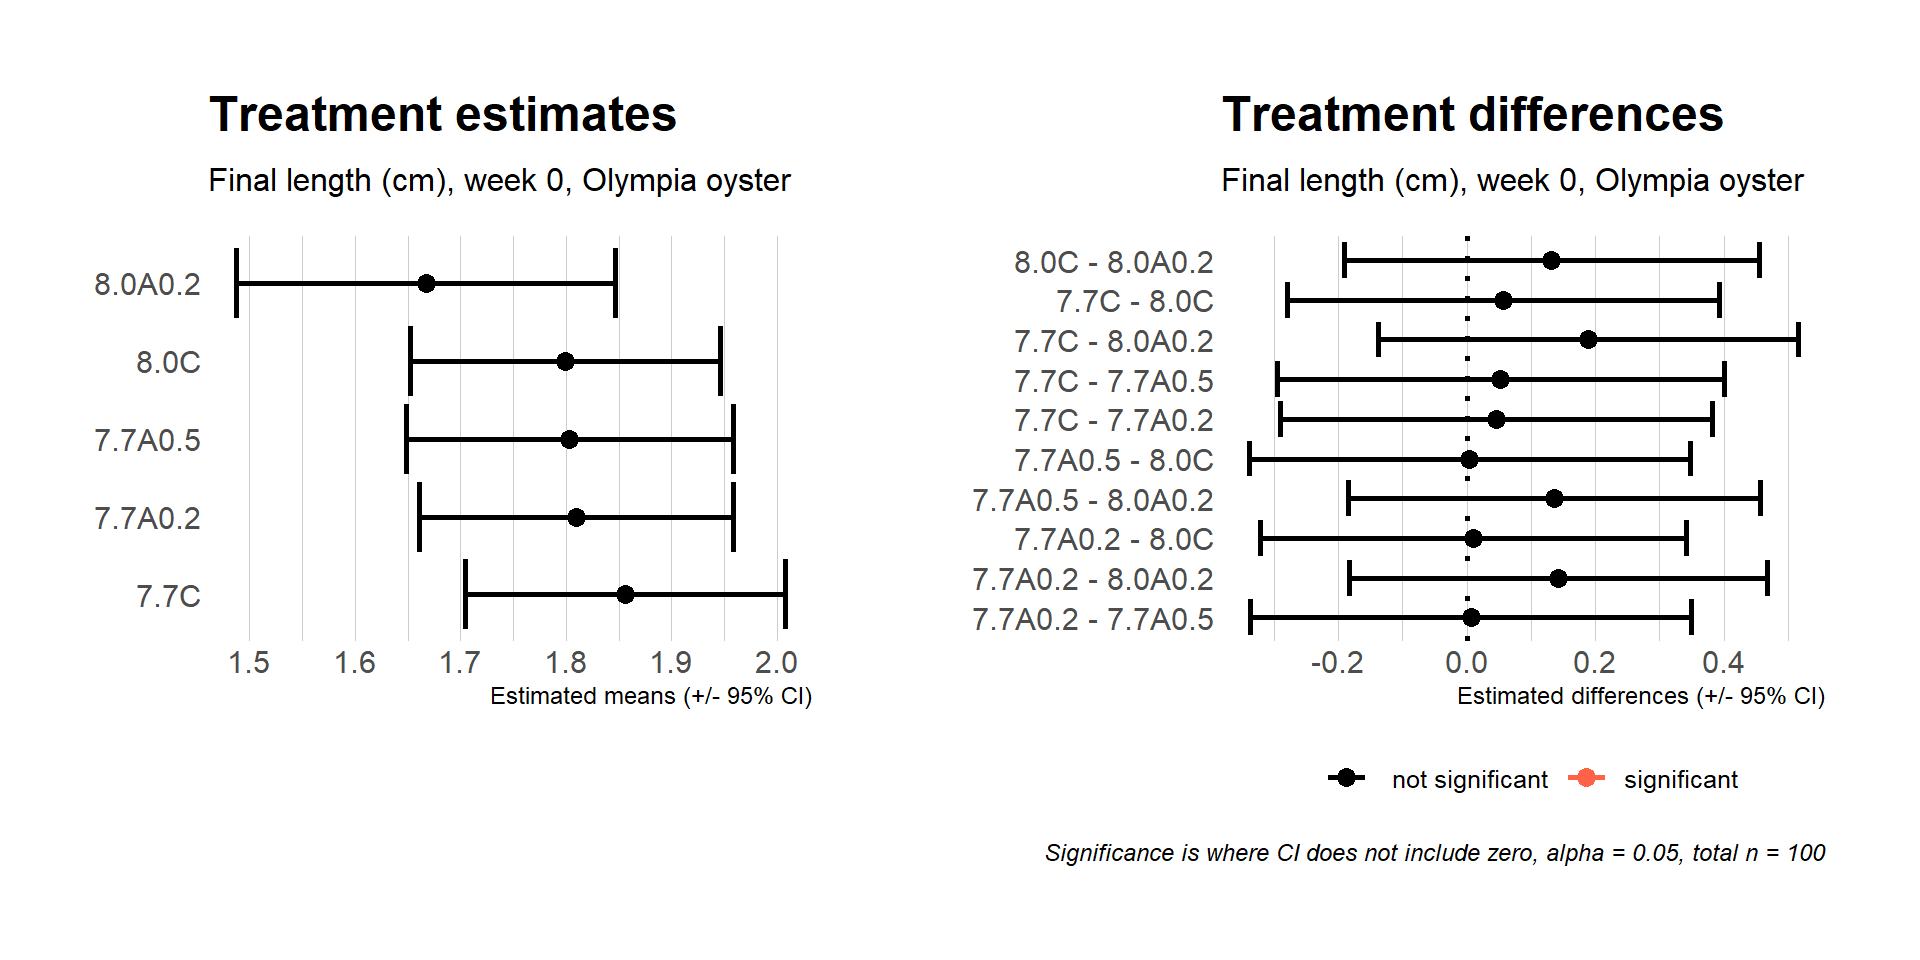 Treatment estimates
Final length (cm), week 0, Olympia oyster
8.0A0.2
8.0C
7.7A0.5
7.7A0.2
7.7C
1.5 1.6 1.7 1.8 1.9 2.0
Estimated means (+/- 95% CI)
Treatment differences
Final length (cm), week 0, Olympia oyster
8.0C - 8.0A0.2
7.7C - 8.0C
7.7C - 8.0A0.2
7.7C - 7.7A0.5
7.7C - 7.7A0.2
7.7A0.5 - 8.0C
7.7A0.5 - 8.0A0.2
7.7A0.2 - 8.0C
7.7A0.2 - 8.0A0.2
7.7A0.2 - 7.7A0.5
-0.2 0.0 0.2 0.4
Estimated differences (+/- 95% CI)
not significant significant
Significance is where CI does not include zero, alpha = 0.05, total n = 100